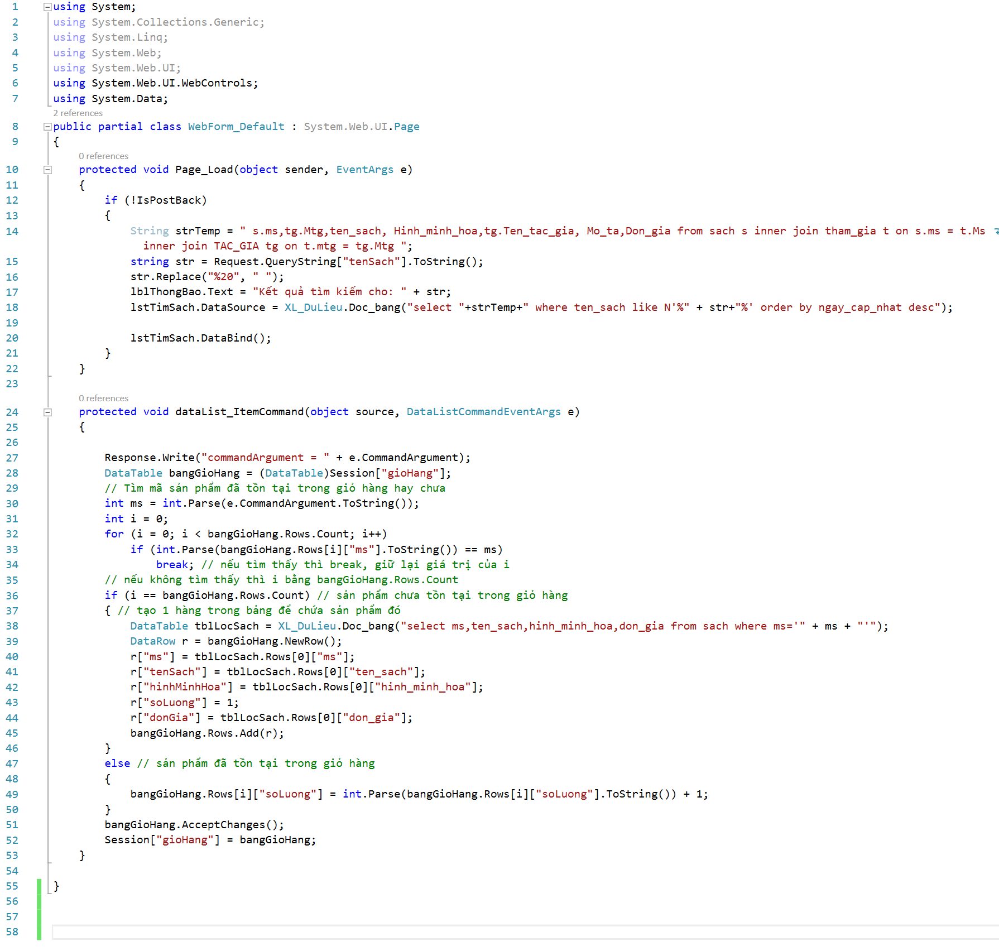 1 using System;
2 using System.Collections.Generic;
3 using System.Linq;
4 using System.Web;
5 using System.Web.UI;
6 using System.Web.UI.WebControls;
7 using System.Data;
2 references
8 public partial class WebForm_Default : System.Web.UI.Page
9 {
0 references
10 protected void Page_Load(object sender, EventArgs e)
11 {
12 if (!IsPostBack)
13 {
14 String strTemp = " s.ms,tg.Mtg,ten_sach, Hinh_minh_hoa,tg.Ten_tac_gia, Mo_ta,Don_gia from sach s inner join tham_gia t on s.ms = t.Ms
inner join TAC_GIA tg on t.mtg = tg.Mtg ";
15 string str = Request.QueryString["tenSach"].ToString();
16 str.Replace("%20", " ");
17 lblThongBao.Text = "Kết quả tìm kiếm cho: " + str;
18 lstTimSach.DataSource = XL_DuLieu.Doc_bang("select "+strTemp+" where ten_sach like N'%" + str+"%' order by ngay_cap_nhat desc");
19
20 lstTimSach.DataBind();
21 }
22 }
23
0 references
24 protected void dataList_ItemCommand(object source, DataListCommandEventArgs e)
25 {
26
27 Response.Write("commandArgument = " + e.CommandArgument);
28 DataTable bangGioHang = (DataTable)Session["gioHang"];
29 // Tìm mã sản phẩm đã tồn tại trong giỏ hàng hay chưa
30 int ms = int.Parse(e.CommandArgument.ToString());
31 int i = 0;
32 for (i = 0; i < bangGioHang.Rows.Count; i++)
33 if (int.Parse(bangGioHang.Rows[i]["ms"].ToString()) == ms)
34 break; // nếu tìm thấy thì break, giữ lại giá trị của i
35 // nếu không tìm thấy thì i bằng bangGioHang.Rows.Count
36 if (i == bangGioHang.Rows.Count) // sản phẩm chưa tồn tại trong giỏ hàng
37 { // tạo 1 hàng trong bảng để chứa sản phẩm đó
38 DataTable tblLocSach = XL_DuLieu.Doc_bang("select ms,ten_sach,hinh_minh_hoa,don_gia from sach where ms='" + ms + "'");
39 DataRow r = bangGioHang.NewRow();
40 r["ms"] = tblLocSach.Rows[0]["ms"];
41 r["tenSach"] = tblLocSach.Rows[0]["ten_sach"];
42 r["hinhMinhHoa"] = tblLocSach.Rows[0]["hinh_minh_hoa"];
43 r["soLuong"] = 1;
44 r["donGia"] = tblLocSach.Rows[0]["don_gia"];
45 bangGioHang.Rows.Add(r);
46 }
47 else // sản phẩm đã tồn tại trong giỏ hàng
48 {
49 bangGioHang.Rows[i]["soLuong"] = int.Parse(bangGioHang.Rows[i]["soLuong"].ToString()) + 1;
50 }
51 bangGioHang.AcceptChanges();
52 Session["gioHang"] = bangGioHang;
53 }
54
55 }
56
57
58